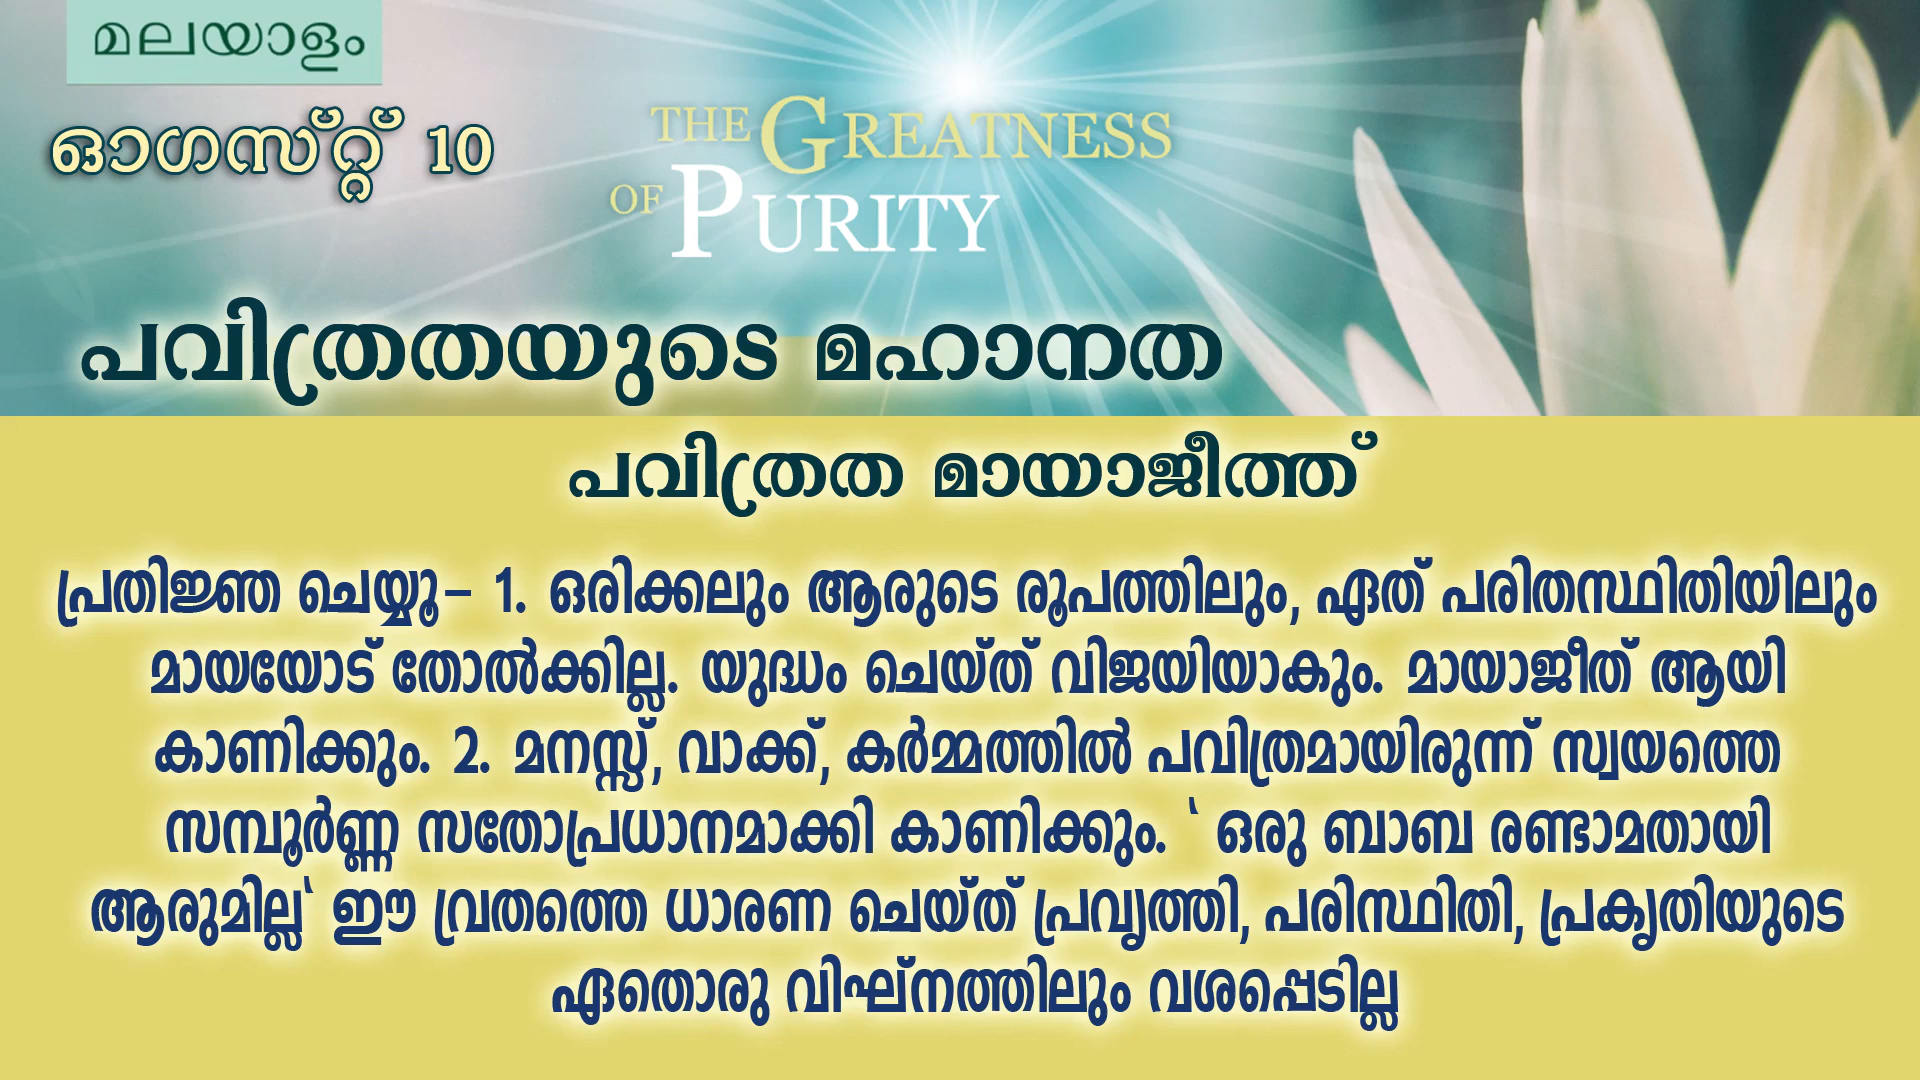 മലയാളം
ഓഗസ്റ്റ് 10
THE GREATNESS
OF PURITY
പവിത്രതയുടെ മഹാനത
പവിത്രത മായാജീത്ത്
പ്രതിജ്ഞ ചെയ്യൂ- 1. ഒരിക്കലും ആരുടെ രൂപത്തിലും, ഏത് പരിതസ്ഥിതിയിലും
മായയോട് തോൽക്കില്ല. യുദ്ധം ചെയ്ത് വിജയിയാകും. മായാജീത് ആയി
കാണിക്കും. 2. മനസ്സ്, വാക്ക്, കർമ്മത്തിൽ പവിത്രമായിരുന്ന് സ്വയത്തെ
സമ്പൂർണ്ണ സതോപ്രധാനമാക്കി കാണിക്കും. ‘ ഒരു ബാബ രണ്ടാമതായി
ആരുമില്ല‘ ഈ വ്രതത്തെ ധാരണ ചെയ്ത് പ്രവൃത്തി, പരിസ്ഥിതി, പ്രകൃതിയുടെ
ഏതൊരു വിഘ്നത്തിലും വശപ്പെടില്ല